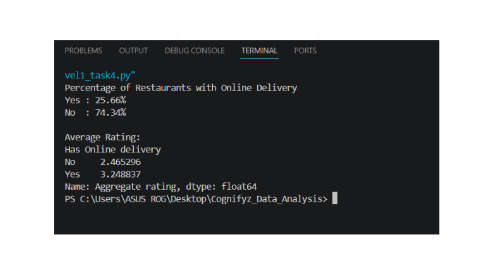 PROBLEMS OUTPUT DEBUG CONSOLE TERMINAL PORTS
vel1_task4.py"
Percentage of Restaurants with Online Delivery
Yes : 25.66%
No : 74.34%
Average Rating:
Has Online delivery
No 2.465296
Yes 3.248837
Name: Aggregate rating, dtype: float64
PS C:\Users\ASUS ROG\Desktop\Cognifyz_Data_Analysis>